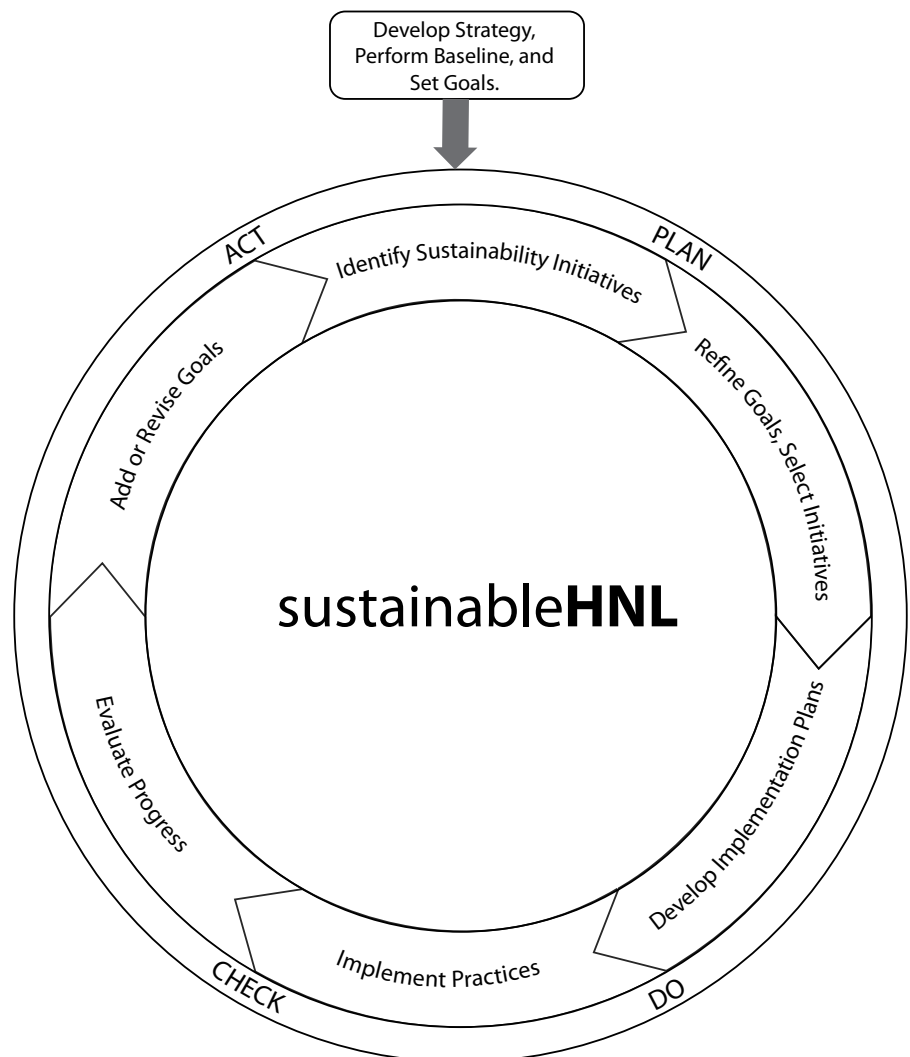 Develop Strategy,
Perform Baseline, and
Set Goals.
ACT
PLAN
Identify Sustainability Initiatives
Refine Goals, Select Initiatives
Add or Revise Goals
sustainableHNL
Develop Implementation Plans
Evaluate Progress
Implement Practices
CHECK
DO